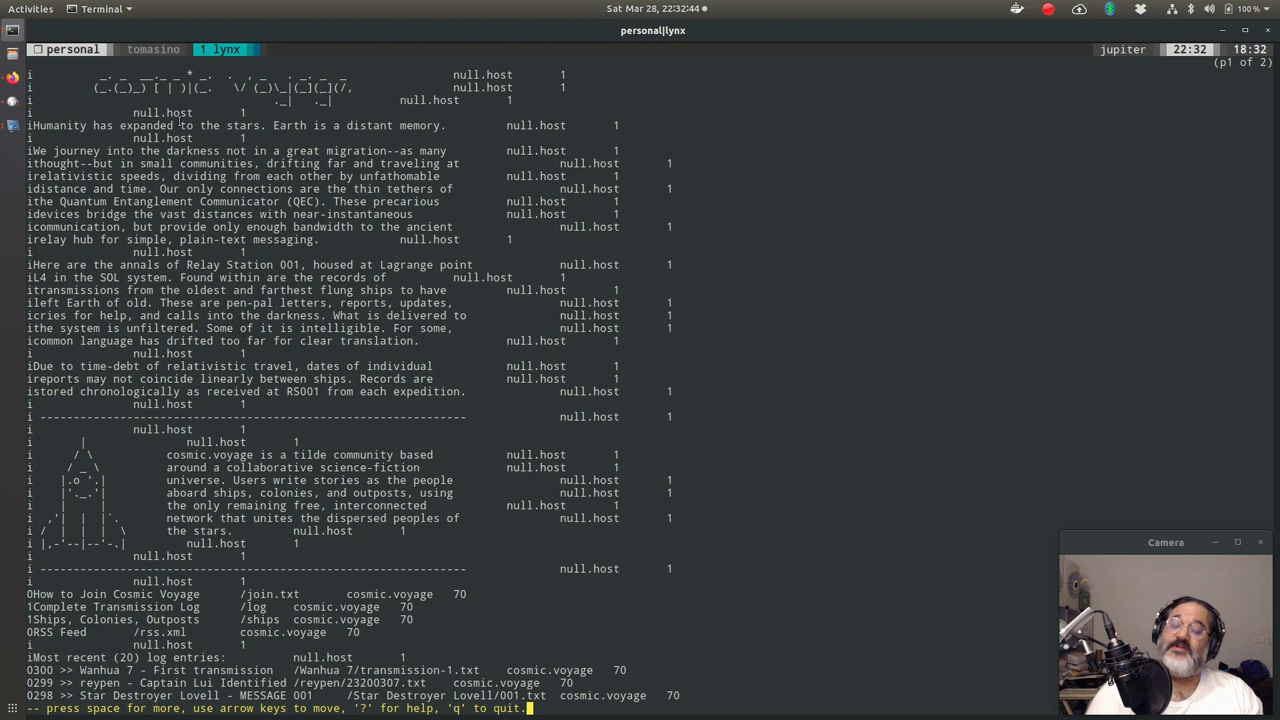 Activities Terminal Sat Mar 28, 22:32:44 100 %
personal|lynx
personal tomasino 1 lynx jupiter 22:32 18:32
(p1 of 2)
i _. _ __._ _ * _. . , _ . _. _ _ null.host 1
i (_.(_)_) [ | )|(_. \/ (_)\_|(_](_](/, null.host 1
i ._| ._| null.host 1
i null.host 1
iHumanity has expanded to the stars. Earth is a distant memory. null.host 1
i null.host 1
iWe journey into the darkness not in a great migration--as many null.host 1
ithought--but in small communities, drifting far and traveling at null.host 1
irelativistic speeds, dividing from each other by unfathomable null.host 1
idistance and time. Our only connections are the thin tethers of null.host 1
ithe Quantum Entanglement Communicator (QEC). These precarious null.host 1
idevices bridge the vast distances with near-instantaneous null.host 1
icommunication, but provide only enough bandwidth to the ancient null.host 1
irelay hub for simple, plain-text messaging. null.host 1
i null.host 1
iHere are the annals of Relay Station 001, housed at Lagrange point null.host 1
iL4 in the SOL system. Found within are the records of null.host 1
itransmissions from the oldest and farthest flung ships to have null.host 1
ileft Earth of old. These are pen-pal letters, reports, updates, null.host 1
icries for help, and calls into the darkness. What is delivered to null.host 1
ithe system is unfiltered. Some of it is intelligible. For some, null.host 1
icommon language has drifted too far for clear translation. null.host 1
i null.host 1
iDue to time-debt of relativistic travel, dates of individual null.host 1
ireports may not coincide linearly between ships. Records are null.host 1
istored chronologically as received at RS001 from each expedition. null.host 1
i null.host 1
i ---------------------------------------------------------------- null.host 1
i null.host 1
i | null.host 1
i / \ cosmic.voyage is a tilde community based null.host 1
i / _ \ around a collaborative science-fiction null.host 1
i |.o '.| universe. Users write stories as the people null.host 1
i |'._.'| aboard ships, colonies, and outposts, using null.host 1
i | | the only remaining free, interconnected null.host 1
i ,'| | |`. network that unites the dispersed peoples of null.host 1
i / | | | \ the stars. null.host 1
i |,-'--|--'-.| null.host 1
i null.host 1
i ---------------------------------------------------------------- null.host 1
i null.host 1
0How to Join Cosmic Voyage /join.txt cosmic.voyage 70
1Complete Transmission Log /log cosmic.voyage 70
1Ships, Colonies, Outposts /ships cosmic.voyage 70
0RSS Feed /rss.xml cosmic.voyage 70
i null.host 1
iMost recent (20) log entries: null.host 1
0300 >> Wanhua 7 - First transmission /Wanhua 7/transmission-1.txt cosmic.voyage 70
0299 >> reypen - Captain Lui Identified /reypen/23200307.txt cosmic.voyage 70
0298 >> Star Destroyer Lovell - MESSAGE 001 /Star Destroyer Lovell/001.txt cosmic.voyage 70
-- press space for more, use arrow keys to move, '?' for help, 'q' to quit.
Camera